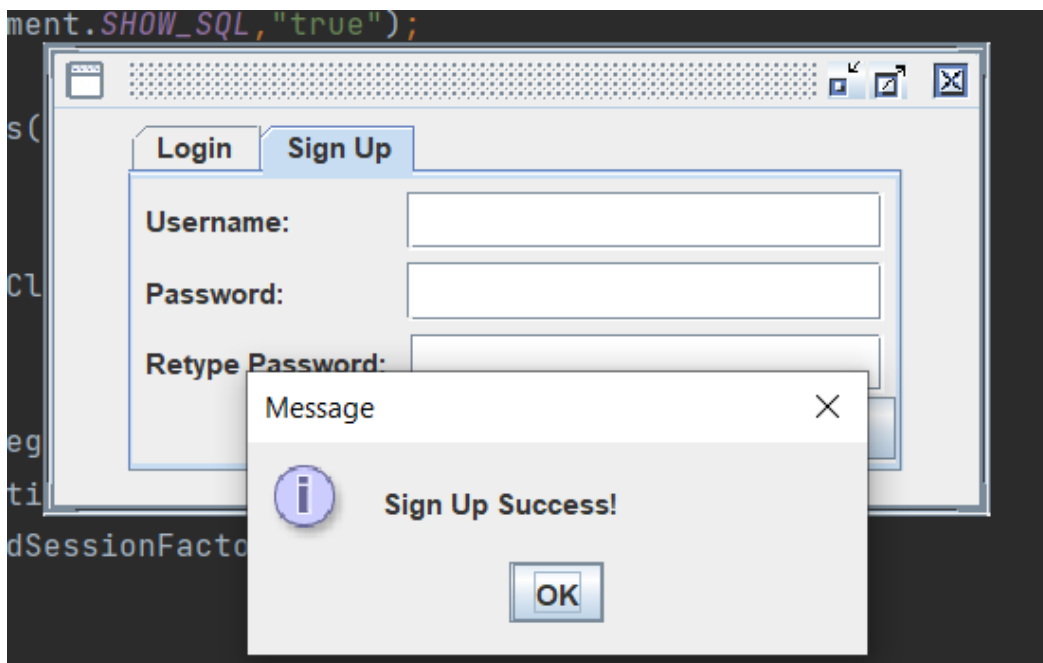 ment.SHOW_SQL,"true");
s(
Login Sign Up
Username:
Cl
Password:
Retype Password:
Message
eg
ti
Sign Up Success!
dSessionFacto
OK